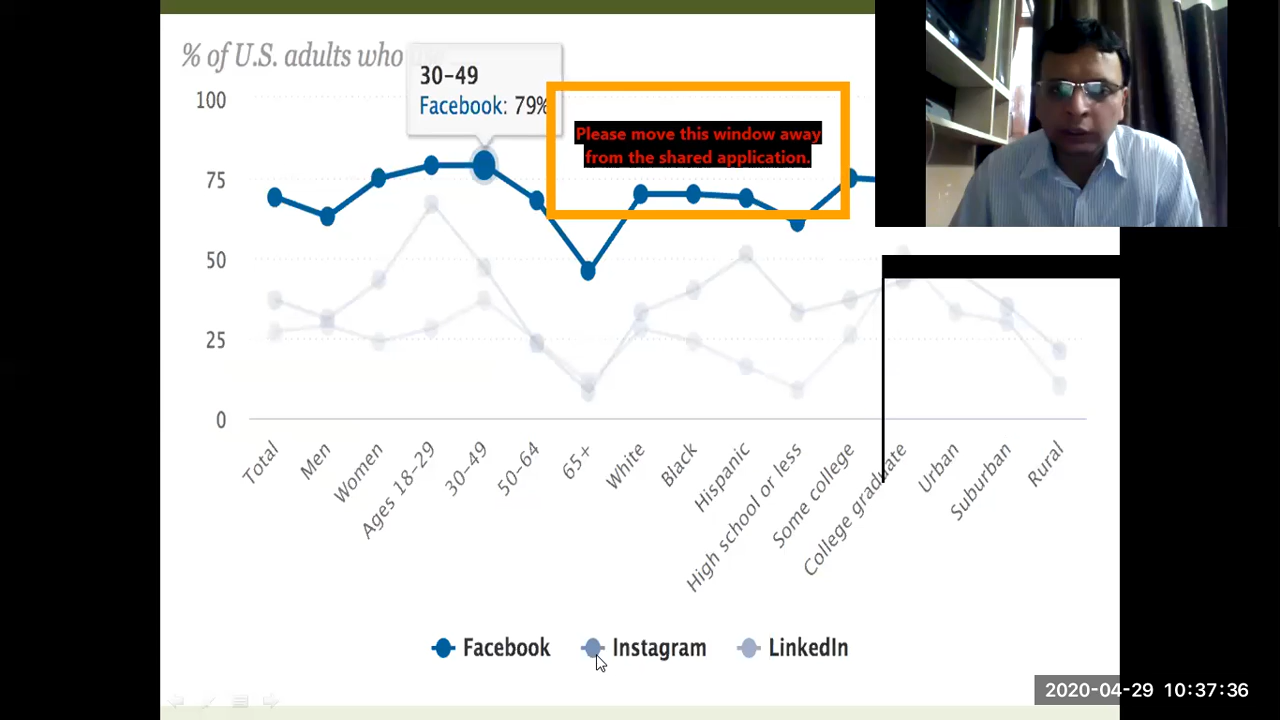 % of U.S. adults who
30–49
Facebook: 79%
Please move this window away
from the shared application.
100
75
50
25
0
Total
Men
Women
Ages 18–29
30–49
50–64
65+
White
Black
Hispanic
High school or less
Some college
College graduate
Urban
Suburban
Rural
Facebook
Instagram
LinkedIn
2020-04-29 10:37:36